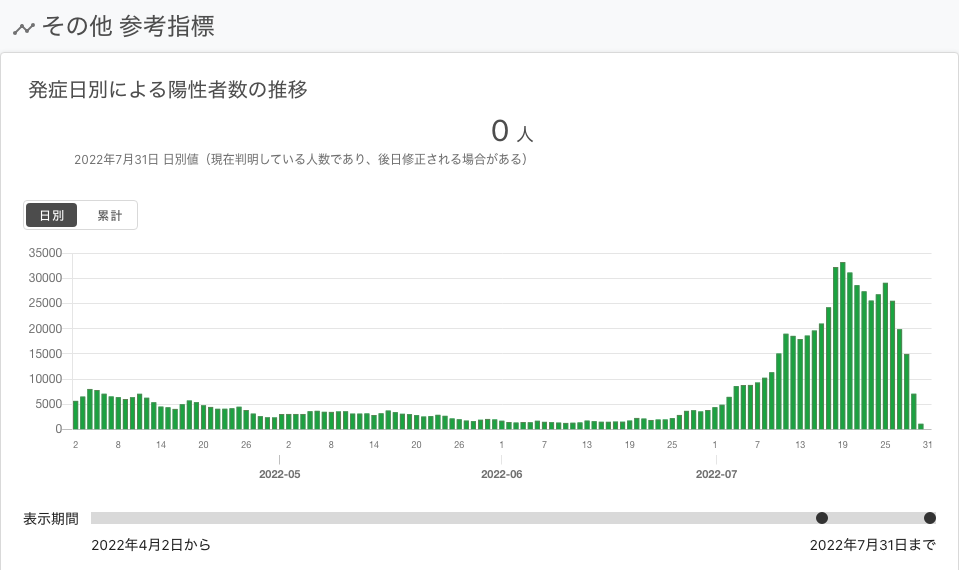 その他 参考指標
発症日別による陽性者数の推移
0 人
2022年7月31日 日別値（現在判明している人数であり、後日修正される場合がある）
日別 累計
35000
30000
25000
20000
15000
10000
5000
0
2 8 14 20 26 2 8 14 20 26 1 7 13 19 25 1 7 13 19 25 31
2022-05 2022-06 2022-07
表示期間
2022年4月2日から 2022年7月31日まで